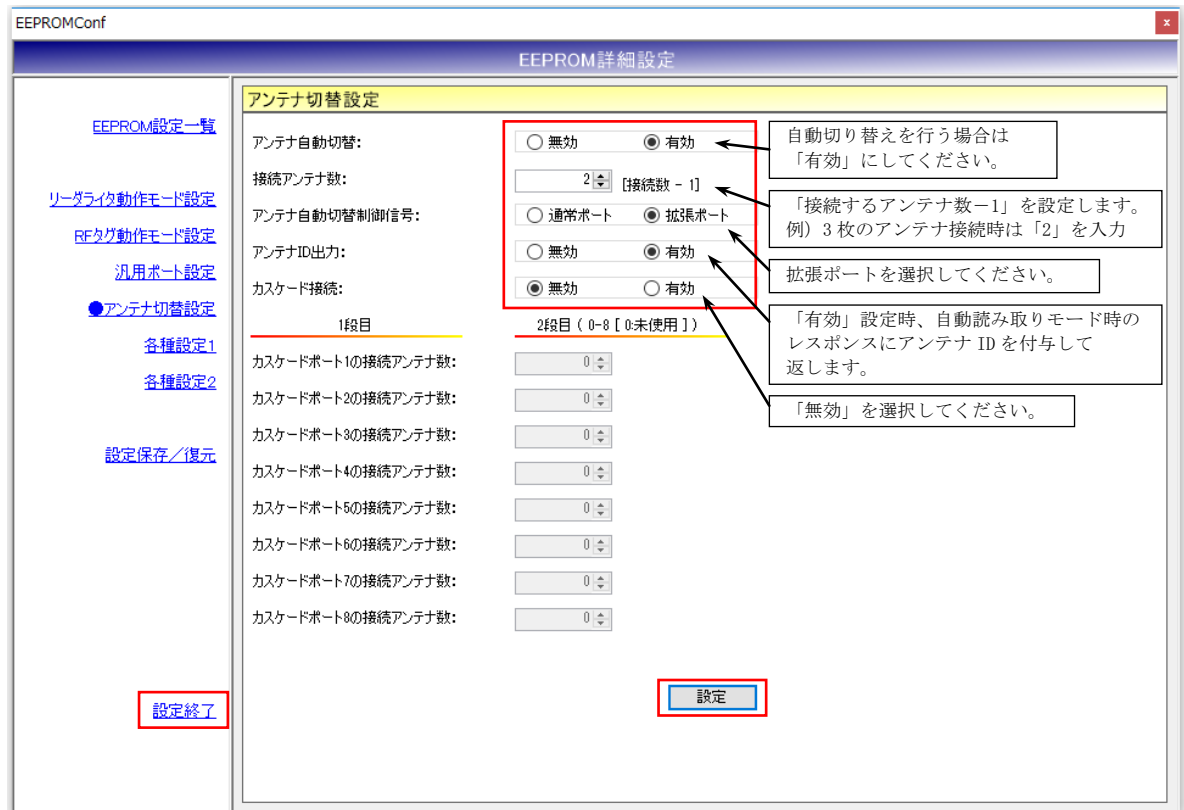 EEPROMConf
x
EEPROM詳細設定
EEPROM設定一覧
リーダライタ動作モード設定
RFタグ動作モード設定
汎用ポート設定
●アンテナ切替設定
各種設定1
各種設定2
設定保存／復元
設定終了
アンテナ切替設定
アンテナ自動切替: 無効 有効
接続アンテナ数: 2 [接続数 - 1]
アンテナ自動切替制御信号: 通常ポート 拡張ポート
アンテナID出力: 無効 有効
カスケード接続: 無効 有効
1段目 2段目 ( 0-8 [ 0:未使用 ] )
カスケードポート1の接続アンテナ数: 0
カスケードポート2の接続アンテナ数: 0
カスケードポート3の接続アンテナ数: 0
カスケードポート4の接続アンテナ数: 0
カスケードポート5の接続アンテナ数: 0
カスケードポート6の接続アンテナ数: 0
カスケードポート7の接続アンテナ数: 0
カスケードポート8の接続アンテナ数: 0
設定
自動切り替えを行う場合は
「有効」にしてください。
「接続するアンテナ数－1」を設定します。
例）3 枚のアンテナ接続時は「2」を入力
拡張ポートを選択してください。
「有効」設定時、自動読み取りモード時の
レスポンスにアンテナ ID を付与して
返します。
「無効」を選択してください。